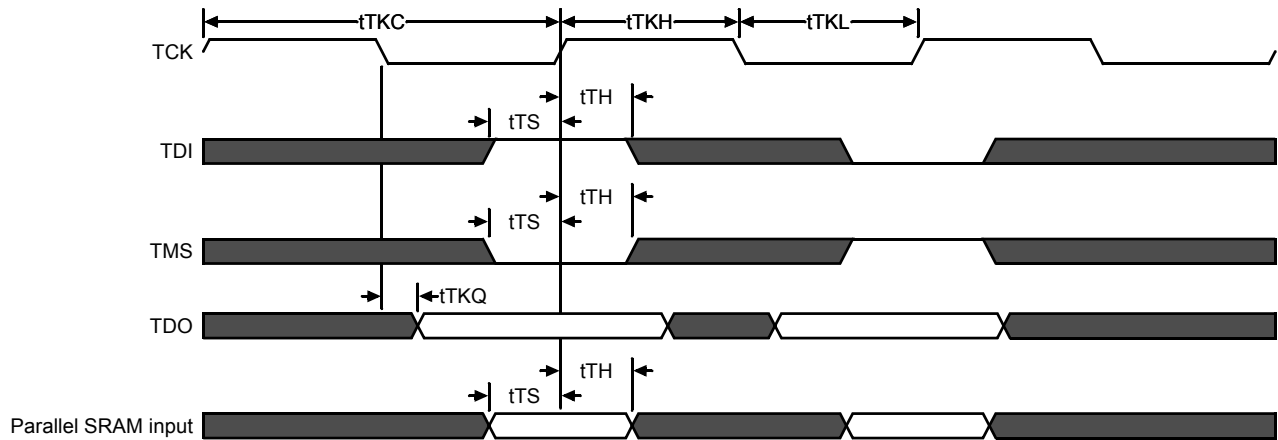 tTKC tTKH tTKL
TCK
tTH
tTS
TDI
tTH
tTS
TMS
tTKQ
TDO
tTH
tTS
Parallel SRAM input